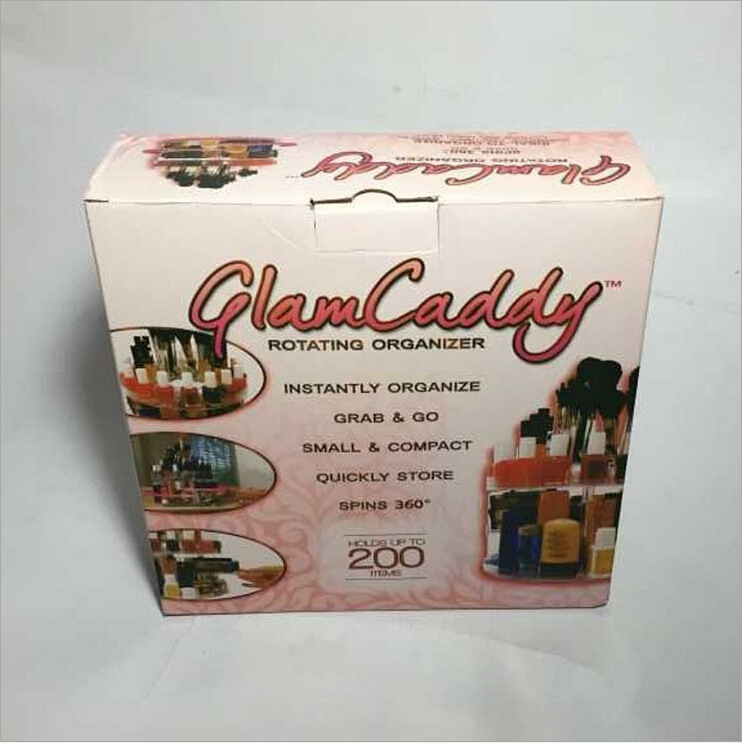 GlamCaddy
ROTATING ORGANIZER
GlamCaddy™
ROTATING ORGANIZER
INSTANTLY ORGANIZE
GRAB & GO
SMALL & COMPACT
QUICKLY STORE
SPINS 360°
HOLDS UP TO
200
ITEMS